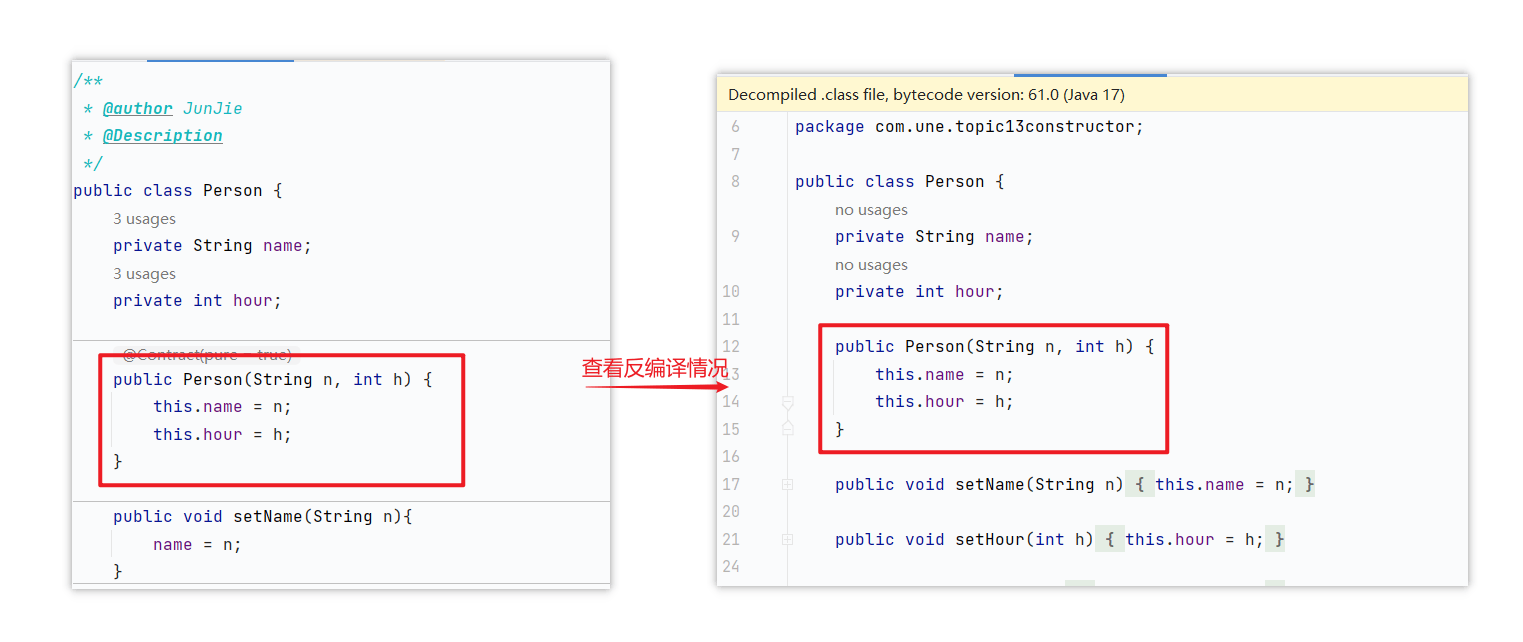 /**
 * @author JunJie
 * @Description
 */
public class Person {
3 usages
private String name;
3 usages
private int hour;
@Contract(pure = true)
public Person(String n, int h) {
this.name = n;
this.hour = h;
}
public void setName(String n){
name = n;
}
查看反编译情况
Decompiled .class file, bytecode version: 61.0 (Java 17)
6 package com.une.topic13constructor;
7
8 public class Person {
no usages
9 private String name;
no usages
10 private int hour;
11
12 public Person(String n, int h) {
13 this.name = n;
14 this.hour = h;
15 }
16
17 public void setName(String n) { this.name = n; }
20
21 public void setHour(int h) { this.hour = h; }
24